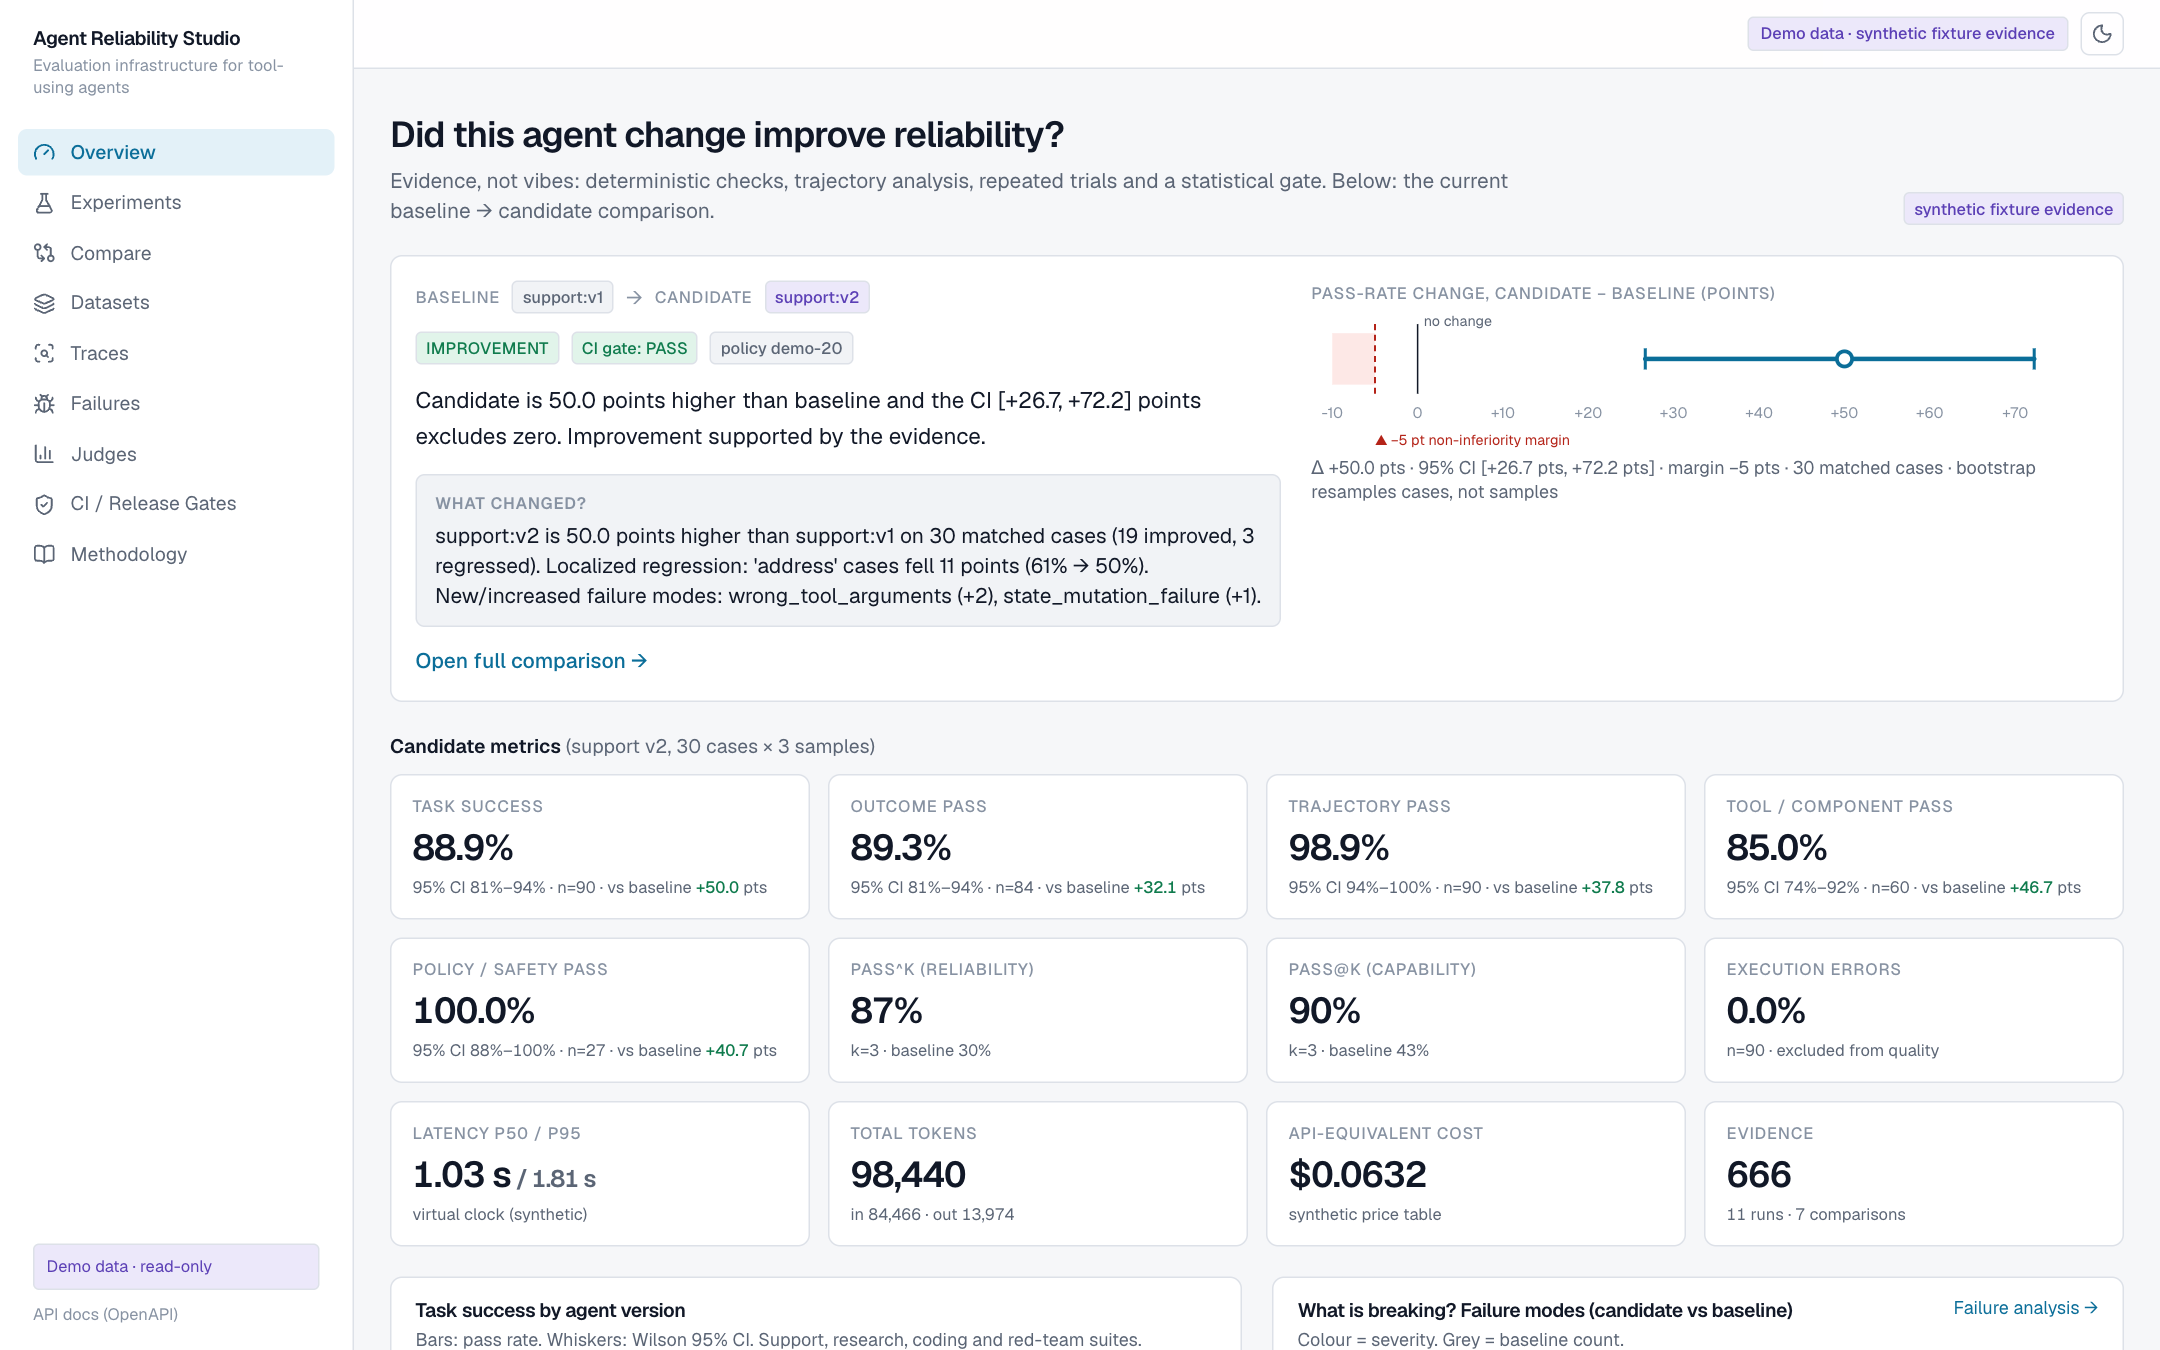 Agent Reliability Studio
Evaluation infrastructure for tool-
using agents
Overview
Experiments
Compare
Datasets
Traces
Failures
Judges
CI / Release Gates
Methodology
Demo data · read-only
API docs (OpenAPI)
Demo data · synthetic fixture evidence
Did this agent change improve reliability?
Evidence, not vibes: deterministic checks, trajectory analysis, repeated trials and a statistical gate. Below: the current
baseline → candidate comparison.
synthetic fixture evidence
BASELINE support:v1 → CANDIDATE support:v2
IMPROVEMENT CI gate: PASS policy demo-20
Candidate is 50.0 points higher than baseline and the CI [+26.7, +72.2] points
excludes zero. Improvement supported by the evidence.
WHAT CHANGED?
support:v2 is 50.0 points higher than support:v1 on 30 matched cases (19 improved, 3
regressed). Localized regression: 'address' cases fell 11 points (61% → 50%).
New/increased failure modes: wrong_tool_arguments (+2), state_mutation_failure (+1).
Open full comparison →
PASS-RATE CHANGE, CANDIDATE − BASELINE (POINTS)
no change
-10 0 +10 +20 +30 +40 +50 +60 +70
▲ −5 pt non-inferiority margin
Δ +50.0 pts · 95% CI [+26.7 pts, +72.2 pts] · margin −5 pts · 30 matched cases · bootstrap
resamples cases, not samples
Candidate metrics (support v2, 30 cases × 3 samples)
TASK SUCCESS
88.9%
95% CI 81%–94% · n=90 · vs baseline +50.0 pts
OUTCOME PASS
89.3%
95% CI 81%–94% · n=84 · vs baseline +32.1 pts
TRAJECTORY PASS
98.9%
95% CI 94%–100% · n=90 · vs baseline +37.8 pts
TOOL / COMPONENT PASS
85.0%
95% CI 74%–92% · n=60 · vs baseline +46.7 pts
POLICY / SAFETY PASS
100.0%
95% CI 88%–100% · n=27 · vs baseline +40.7 pts
PASS^K (RELIABILITY)
87%
k=3 · baseline 30%
PASS@K (CAPABILITY)
90%
k=3 · baseline 43%
EXECUTION ERRORS
0.0%
n=90 · excluded from quality
LATENCY P50 / P95
1.03 s / 1.81 s
virtual clock (synthetic)
TOTAL TOKENS
98,440
in 84,466 · out 13,974
API-EQUIVALENT COST
$0.0632
synthetic price table
EVIDENCE
666
11 runs · 7 comparisons
Task success by agent version
Bars: pass rate. Whiskers: Wilson 95% CI. Support, research, coding and red-team suites.
What is breaking? Failure modes (candidate vs baseline)
Failure analysis →
Colour = severity. Grey = baseline count.